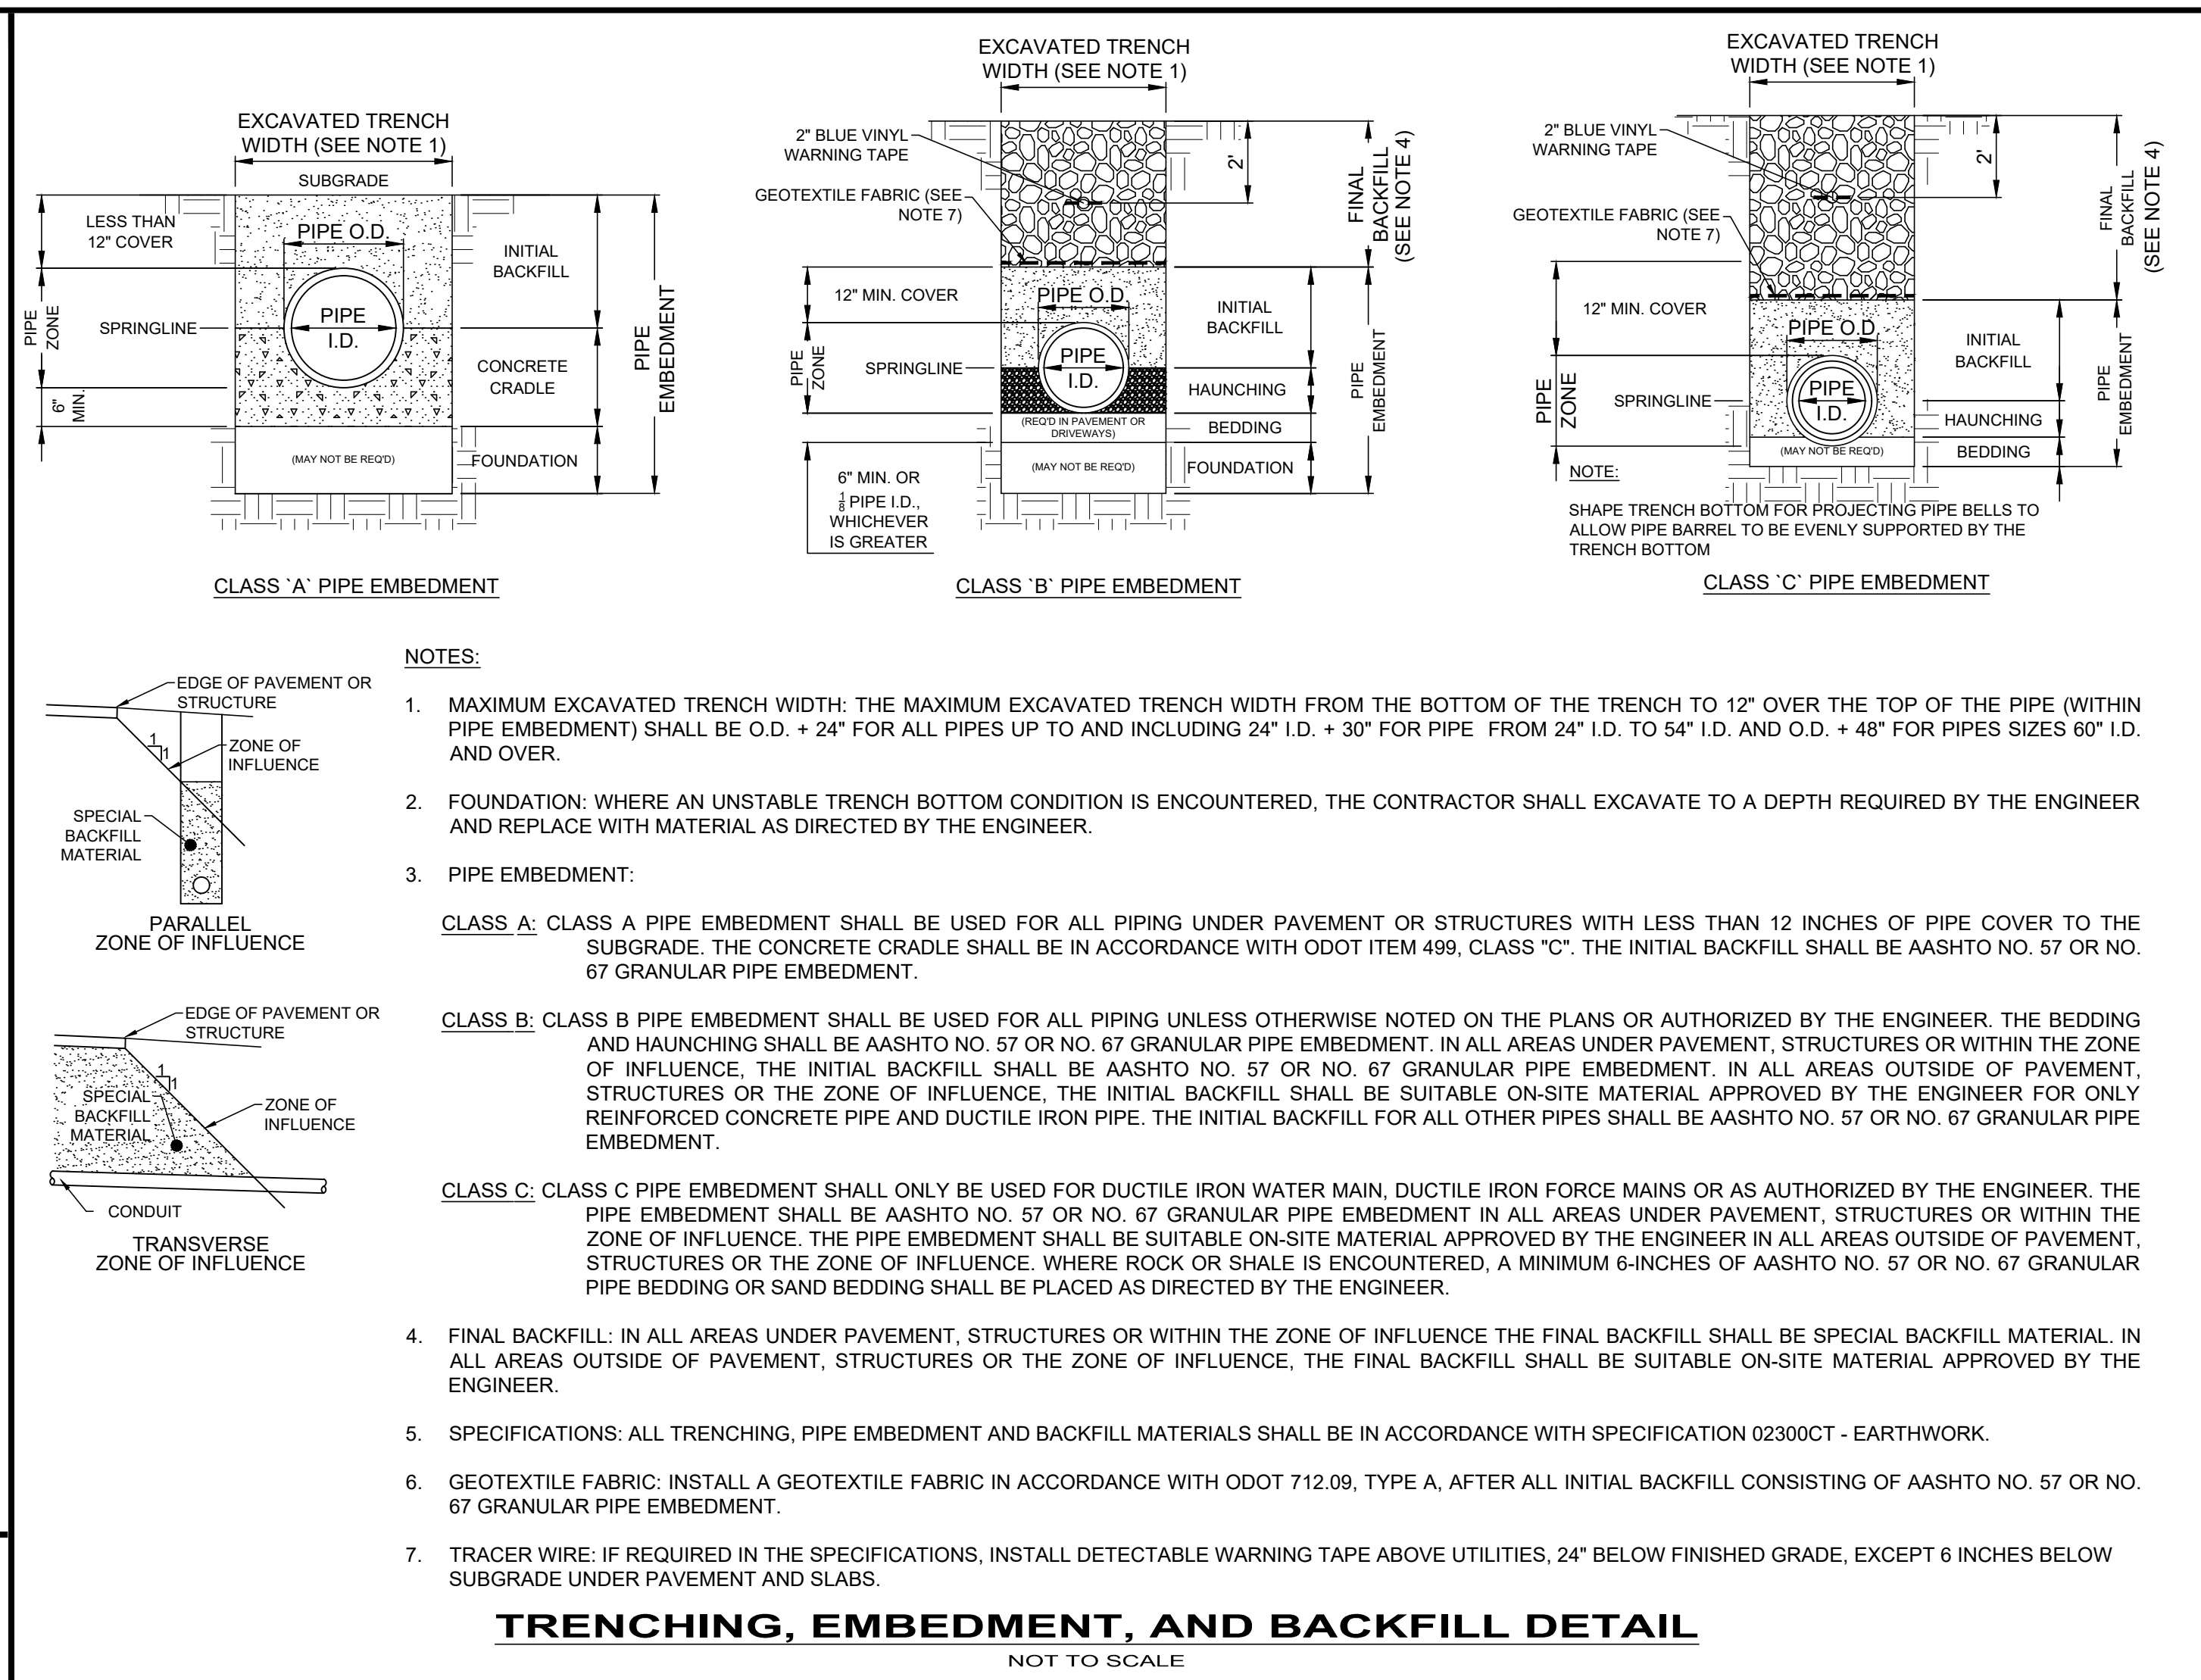 EXCAVATED TRENCH
WIDTH (SEE NOTE 1)
SUBGRADE
LESS THAN
12" COVER
PIPE O.D.
INITIAL
BACKFILL
PIPE
ZONE
SPRINGLINE
PIPE
I.D.
PIPE
EMBEDMENT
CONCRETE
CRADLE
6"
MIN.
(MAY NOT BE REQ'D)
FOUNDATION
CLASS `A` PIPE EMBEDMENT
EXCAVATED TRENCH
WIDTH (SEE NOTE 1)
2" BLUE VINYL
WARNING TAPE
2'
FINAL
BACKFILL
(SEE NOTE 4)
GEOTEXTILE FABRIC (SEE
NOTE 7)
12" MIN. COVER
PIPE O.D.
INITIAL
BACKFILL
PIPE
ZONE
SPRINGLINE
PIPE
I.D.
HAUNCHING
PIPE
EMBEDMENT
(REQ'D IN PAVEMENT OR
DRIVEWAYS)
BEDDING
(MAY NOT BE REQ'D)
FOUNDATION
6" MIN. OR
1/8 PIPE I.D.,
WHICHEVER
IS GREATER
CLASS `B` PIPE EMBEDMENT
EXCAVATED TRENCH
WIDTH (SEE NOTE 1)
2" BLUE VINYL
WARNING TAPE
2'
FINAL
BACKFILL
(SEE NOTE 4)
GEOTEXTILE FABRIC (SEE
NOTE 7)
12" MIN. COVER
PIPE O.D.
INITIAL
BACKFILL
PIPE
ZONE
SPRINGLINE
PIPE
I.D.
HAUNCHING
PIPE
EMBEDMENT
(MAY NOT BE REQ'D)
BEDDING
NOTE:
SHAPE TRENCH BOTTOM FOR PROJECTING PIPE BELLS TO
ALLOW PIPE BARREL TO BE EVENLY SUPPORTED BY THE
TRENCH BOTTOM
CLASS `C` PIPE EMBEDMENT
EDGE OF PAVEMENT OR
STRUCTURE
1
1
ZONE OF
INFLUENCE
SPECIAL
BACKFILL
MATERIAL
PARALLEL
ZONE OF INFLUENCE
EDGE OF PAVEMENT OR
STRUCTURE
1
1
SPECIAL
BACKFILL
MATERIAL
ZONE OF
INFLUENCE
CONDUIT
TRANSVERSE
ZONE OF INFLUENCE
NOTES:
1. MAXIMUM EXCAVATED TRENCH WIDTH: THE MAXIMUM EXCAVATED TRENCH WIDTH FROM THE BOTTOM OF THE TRENCH TO 12" OVER THE TOP OF THE PIPE (WITHIN
PIPE EMBEDMENT) SHALL BE O.D. + 24" FOR ALL PIPES UP TO AND INCLUDING 24" I.D. + 30" FOR PIPE FROM 24" I.D. TO 54" I.D. AND O.D. + 48" FOR PIPES SIZES 60" I.D.
AND OVER.
2. FOUNDATION: WHERE AN UNSTABLE TRENCH BOTTOM CONDITION IS ENCOUNTERED, THE CONTRACTOR SHALL EXCAVATE TO A DEPTH REQUIRED BY THE ENGINEER
AND REPLACE WITH MATERIAL AS DIRECTED BY THE ENGINEER.
3. PIPE EMBEDMENT:
CLASS A: CLASS A PIPE EMBEDMENT SHALL BE USED FOR ALL PIPING UNDER PAVEMENT OR STRUCTURES WITH LESS THAN 12 INCHES OF PIPE COVER TO THE
SUBGRADE. THE CONCRETE CRADLE SHALL BE IN ACCORDANCE WITH ODOT ITEM 499, CLASS "C". THE INITIAL BACKFILL SHALL BE AASHTO NO. 57 OR NO.
67 GRANULAR PIPE EMBEDMENT.
CLASS B: CLASS B PIPE EMBEDMENT SHALL BE USED FOR ALL PIPING UNLESS OTHERWISE NOTED ON THE PLANS OR AUTHORIZED BY THE ENGINEER. THE BEDDING
AND HAUNCHING SHALL BE AASHTO NO. 57 OR NO. 67 GRANULAR PIPE EMBEDMENT. IN ALL AREAS UNDER PAVEMENT, STRUCTURES OR WITHIN THE ZONE
OF INFLUENCE, THE INITIAL BACKFILL SHALL BE AASHTO NO. 57 OR NO. 67 GRANULAR PIPE EMBEDMENT. IN ALL AREAS OUTSIDE OF PAVEMENT,
STRUCTURES OR THE ZONE OF INFLUENCE, THE INITIAL BACKFILL SHALL BE SUITABLE ON-SITE MATERIAL APPROVED BY THE ENGINEER FOR ONLY
REINFORCED CONCRETE PIPE AND DUCTILE IRON PIPE. THE INITIAL BACKFILL FOR ALL OTHER PIPES SHALL BE AASHTO NO. 57 OR NO. 67 GRANULAR PIPE
EMBEDMENT.
CLASS C: CLASS C PIPE EMBEDMENT SHALL ONLY BE USED FOR DUCTILE IRON WATER MAIN, DUCTILE IRON FORCE MAINS OR AS AUTHORIZED BY THE ENGINEER. THE
PIPE EMBEDMENT SHALL BE AASHTO NO. 57 OR NO. 67 GRANULAR PIPE EMBEDMENT IN ALL AREAS UNDER PAVEMENT, STRUCTURES OR WITHIN THE
ZONE OF INFLUENCE. THE PIPE EMBEDMENT SHALL BE SUITABLE ON-SITE MATERIAL APPROVED BY THE ENGINEER IN ALL AREAS OUTSIDE OF PAVEMENT,
STRUCTURES OR THE ZONE OF INFLUENCE. WHERE ROCK OR SHALE IS ENCOUNTERED, A MINIMUM 6-INCHES OF AASHTO NO. 57 OR NO. 67 GRANULAR
PIPE BEDDING OR SAND BEDDING SHALL BE PLACED AS DIRECTED BY THE ENGINEER.
4. FINAL BACKFILL: IN ALL AREAS UNDER PAVEMENT, STRUCTURES OR WITHIN THE ZONE OF INFLUENCE THE FINAL BACKFILL SHALL BE SPECIAL BACKFILL MATERIAL. IN
ALL AREAS OUTSIDE OF PAVEMENT, STRUCTURES OR THE ZONE OF INFLUENCE, THE FINAL BACKFILL SHALL BE SUITABLE ON-SITE MATERIAL APPROVED BY THE
ENGINEER.
5. SPECIFICATIONS: ALL TRENCHING, PIPE EMBEDMENT AND BACKFILL MATERIALS SHALL BE IN ACCORDANCE WITH SPECIFICATION 02300CT - EARTHWORK.
6. GEOTEXTILE FABRIC: INSTALL A GEOTEXTILE FABRIC IN ACCORDANCE WITH ODOT 712.09, TYPE A, AFTER ALL INITIAL BACKFILL CONSISTING OF AASHTO NO. 57 OR NO.
67 GRANULAR PIPE EMBEDMENT.
7. TRACER WIRE: IF REQUIRED IN THE SPECIFICATIONS, INSTALL DETECTABLE WARNING TAPE ABOVE UTILITIES, 24" BELOW FINISHED GRADE, EXCEPT 6 INCHES BELOW
SUBGRADE UNDER PAVEMENT AND SLABS.
TRENCHING, EMBEDMENT, AND BACKFILL DETAIL
NOT TO SCALE